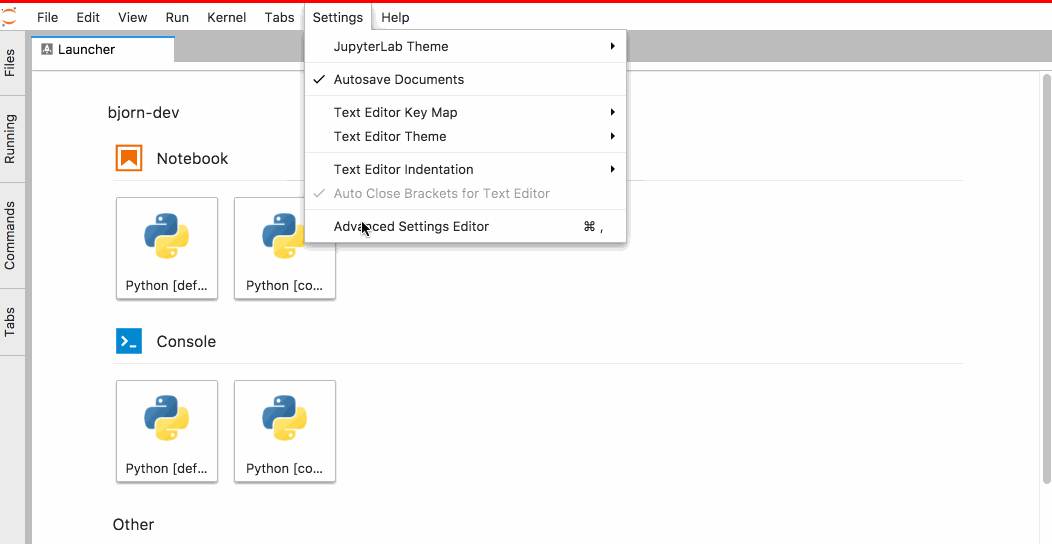 File Edit View Run Kernel Tabs Settings Help
Launcher
Files
Running
Commands
Tabs
JupyterLab Theme
Autosave Documents
Text Editor Key Map
Text Editor Theme
Text Editor Indentation
Auto Close Brackets for Text Editor
Advanced Settings Editor ⌘ ,
bjorn-dev
Notebook
Python [def... Python [co...
Console
Python [def... Python [co...
Other